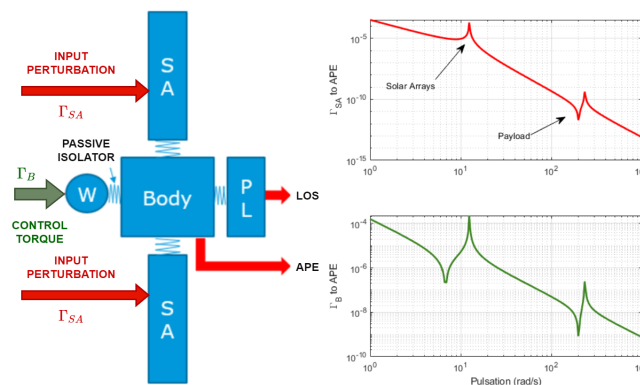 INPUT
PERTURBATION
Γ_SA
S
A
PASSIVE
ISOLATOR
Γ_B
W
Body
P
L
LOS
CONTROL
TORQUE
APE
INPUT
PERTURBATION
Γ_SA
S
A
Γ_SA to APE
10^-5
10^-10
10^-15
Solar Arrays
Payload
10^0
10^1
10^2
Γ_B to APE
10^-4
10^-6
10^-8
10^-10
10^0
10^1
10^2
Pulsation (rad/s)